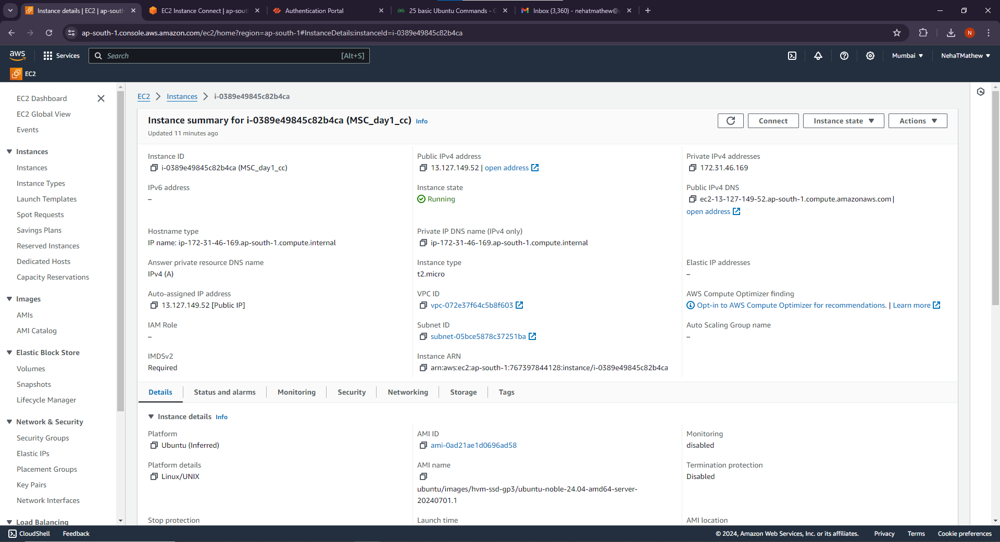 Instance details | EC2 | ap-south
EC2 Instance Connect | ap-sout
Authentication Portal
25 basic Ubuntu Commands - G
Inbox (3,360) - nehatmathew@g
ap-south-1.console.aws.amazon.com/ec2/home?region=ap-south-1#InstanceDetails:instanceId=i-0389e49845c82b4ca
N
aws
Services
Search
[Alt+S]
Mumbai
NehaTMathew
EC2
EC2 Dashboard
EC2 Global View
Events
Instances
Instances
Instance Types
Launch Templates
Spot Requests
Savings Plans
Reserved Instances
Dedicated Hosts
Capacity Reservations
Images
AMIs
AMI Catalog
Elastic Block Store
Volumes
Snapshots
Lifecycle Manager
Network & Security
Security Groups
Elastic IPs
Placement Groups
Key Pairs
Network Interfaces
Load Balancing
EC2 Instances i-0389e49845c82b4ca
Instance summary for i-0389e49845c82b4ca (MSC_day1_cc) Info
Updated 11 minutes ago
Connect
Instance state
Actions
Instance ID
i-0389e49845c82b4ca (MSC_day1_cc)
Public IPv4 address
13.127.149.52 | open address
Private IPv4 addresses
172.31.46.169
IPv6 address
–
Instance state
Running
Public IPv4 DNS
ec2-13-127-149-52.ap-south-1.compute.amazonaws.com |
open address
Hostname type
IP name: ip-172-31-46-169.ap-south-1.compute.internal
Private IP DNS name (IPv4 only)
ip-172-31-46-169.ap-south-1.compute.internal
Answer private resource DNS name
IPv4 (A)
Instance type
t2.micro
Elastic IP addresses
–
Auto-assigned IP address
13.127.149.52 [Public IP]
VPC ID
vpc-072e37f64c5b8f603
AWS Compute Optimizer finding
Opt-in to AWS Compute Optimizer for recommendations. | Learn more
IAM Role
–
Subnet ID
subnet-05bce5878c37251ba
Auto Scaling Group name
–
IMDSv2
Required
Instance ARN
arn:aws:ec2:ap-south-1:767397844128:instance/i-0389e49845c82b4ca
Details
Status and alarms
Monitoring
Security
Networking
Storage
Tags
Instance details Info
Platform
Ubuntu (Inferred)
AMI ID
ami-0ad21ae1d0696ad58
Monitoring
disabled
Platform details
Linux/UNIX
AMI name
ubuntu/images/hvm-ssd-gp3/ubuntu-noble-24.04-amd64-server-
20240701.1
Termination protection
Disabled
Stop protection
Launch time
AMI location
CloudShell
Feedback
© 2024, Amazon Web Services, Inc. or its affiliates.
Privacy
Terms
Cookie preferences